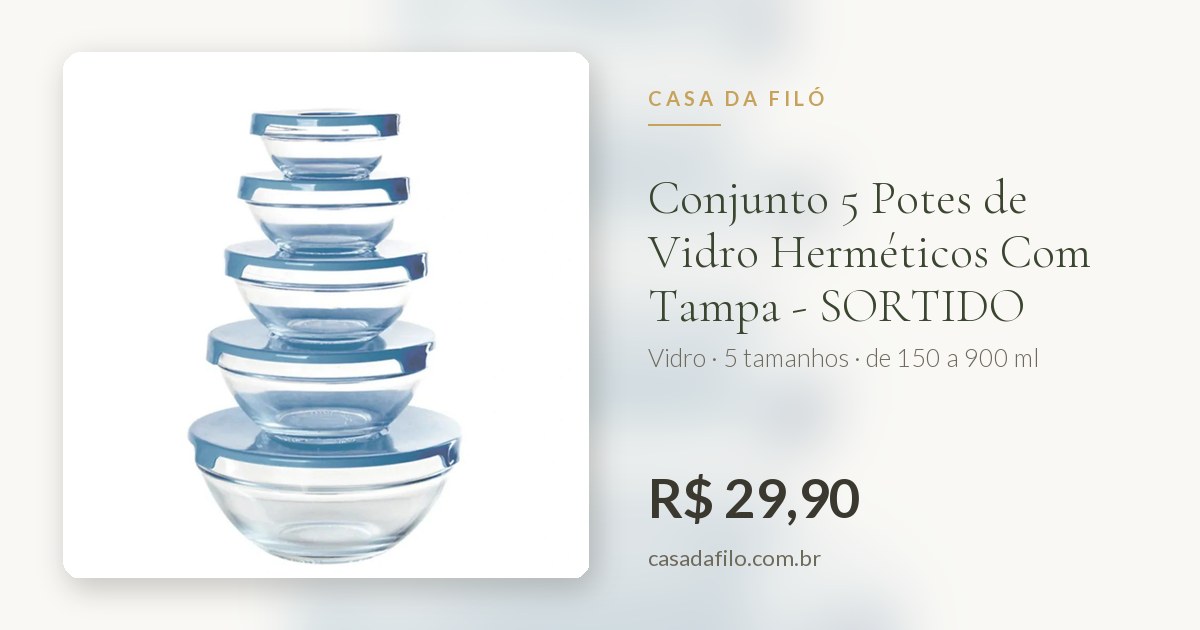 CASA DA FILÓ
Conjunto 5 Potes de
Vidro Herméticos Com
Tampa - SORTIDO
Vidro · 5 tamanhos · de 150 a 900 ml
R$ 29,90
casadafilo.com.br